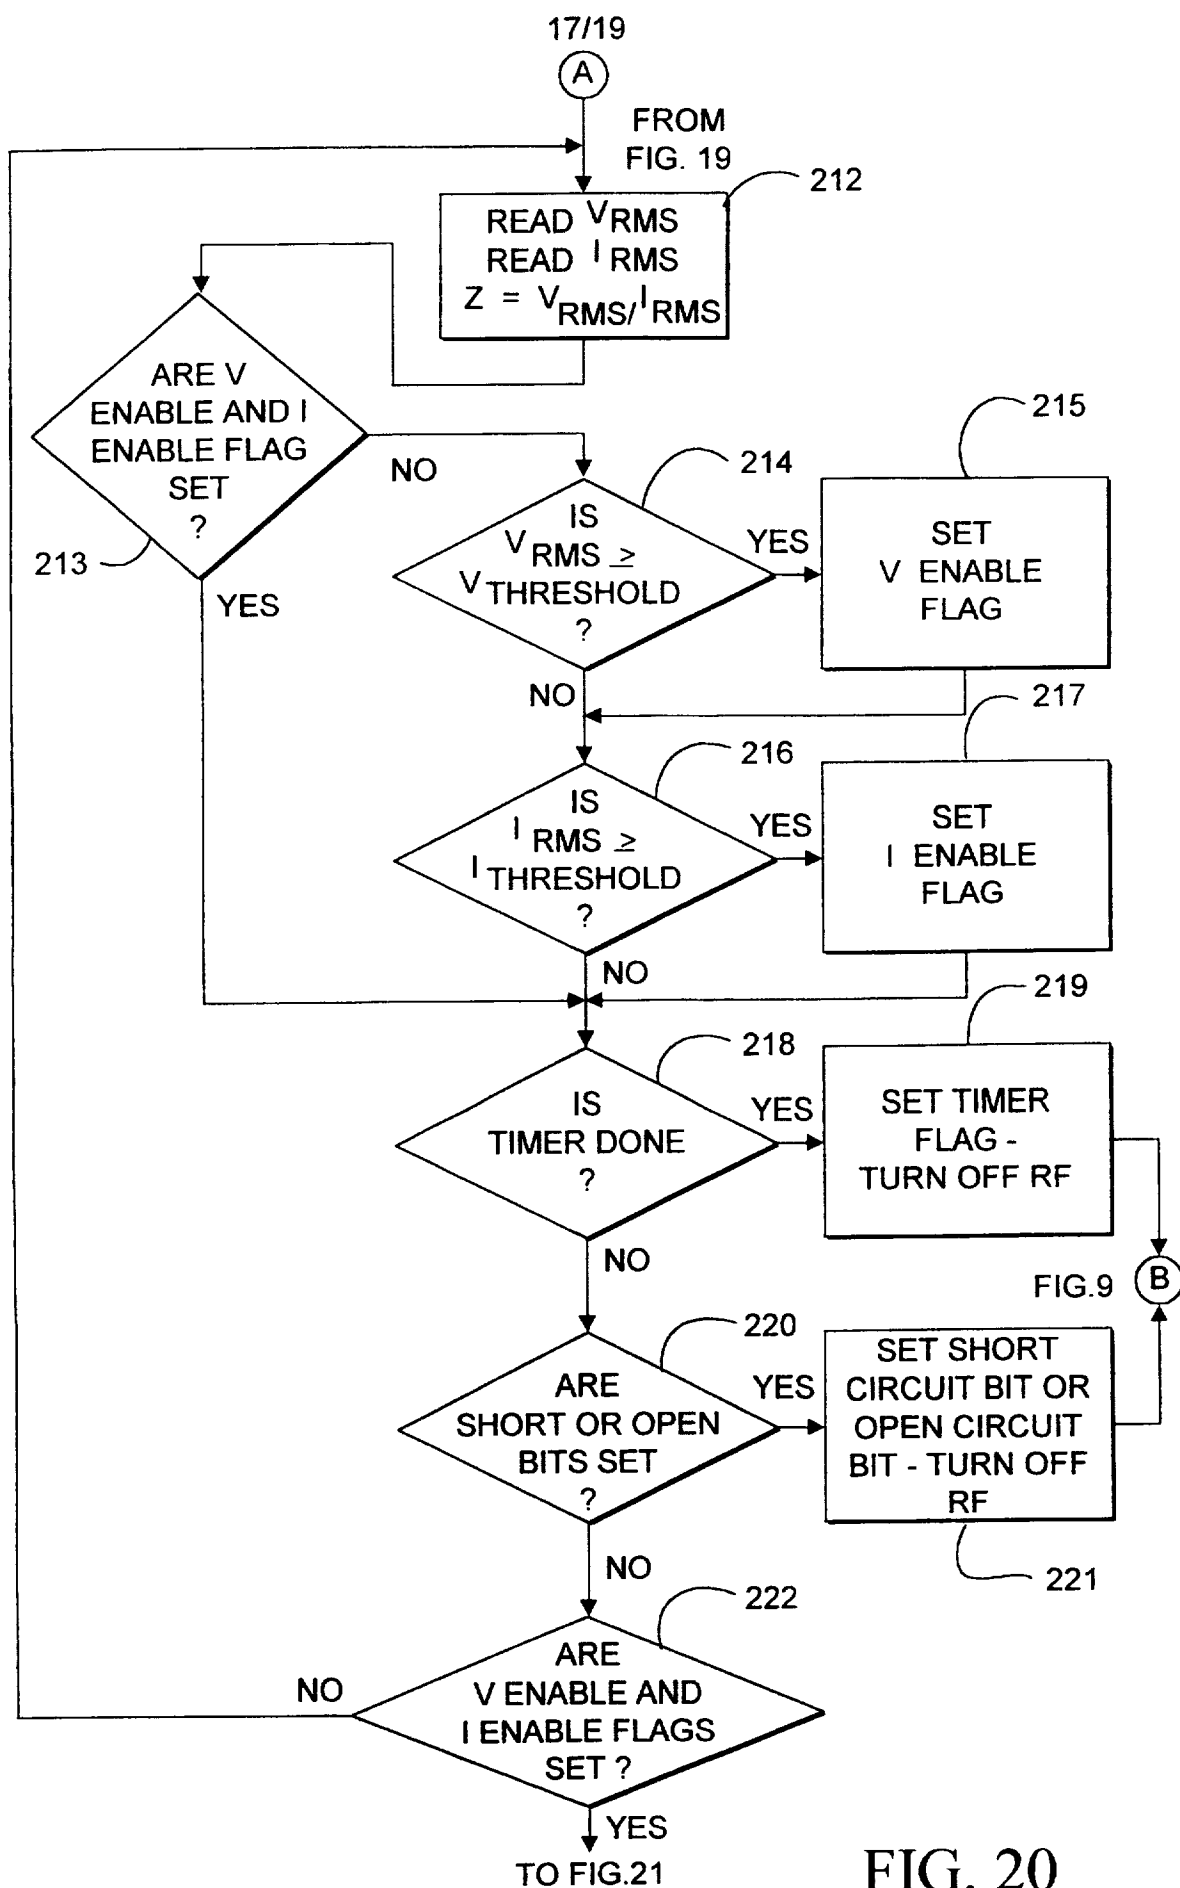 17/19
A
FROM
FIG. 19
212
READ VRMS
READ IRMS
Z = VRMS/IRMS
ARE V
ENABLE AND I
ENABLE FLAG
SET
?
213
NO
YES
214
IS
VRMS ≥
VTHRESHOLD
?
YES
NO
215
SET
V ENABLE
FLAG
216
IS
IRMS ≥
ITHRESHOLD
?
YES
NO
217
SET
I ENABLE
FLAG
218
IS
TIMER DONE
?
YES
NO
219
SET TIMER
FLAG -
TURN OFF RF
FIG.9
B
220
ARE
SHORT OR OPEN
BITS SET
?
YES
NO
SET SHORT
CIRCUIT BIT OR
OPEN CIRCUIT
BIT - TURN OFF
RF
221
222
ARE
V ENABLE AND
I ENABLE FLAGS
SET ?
NO
YES
TO FIG.21
FIG. 20